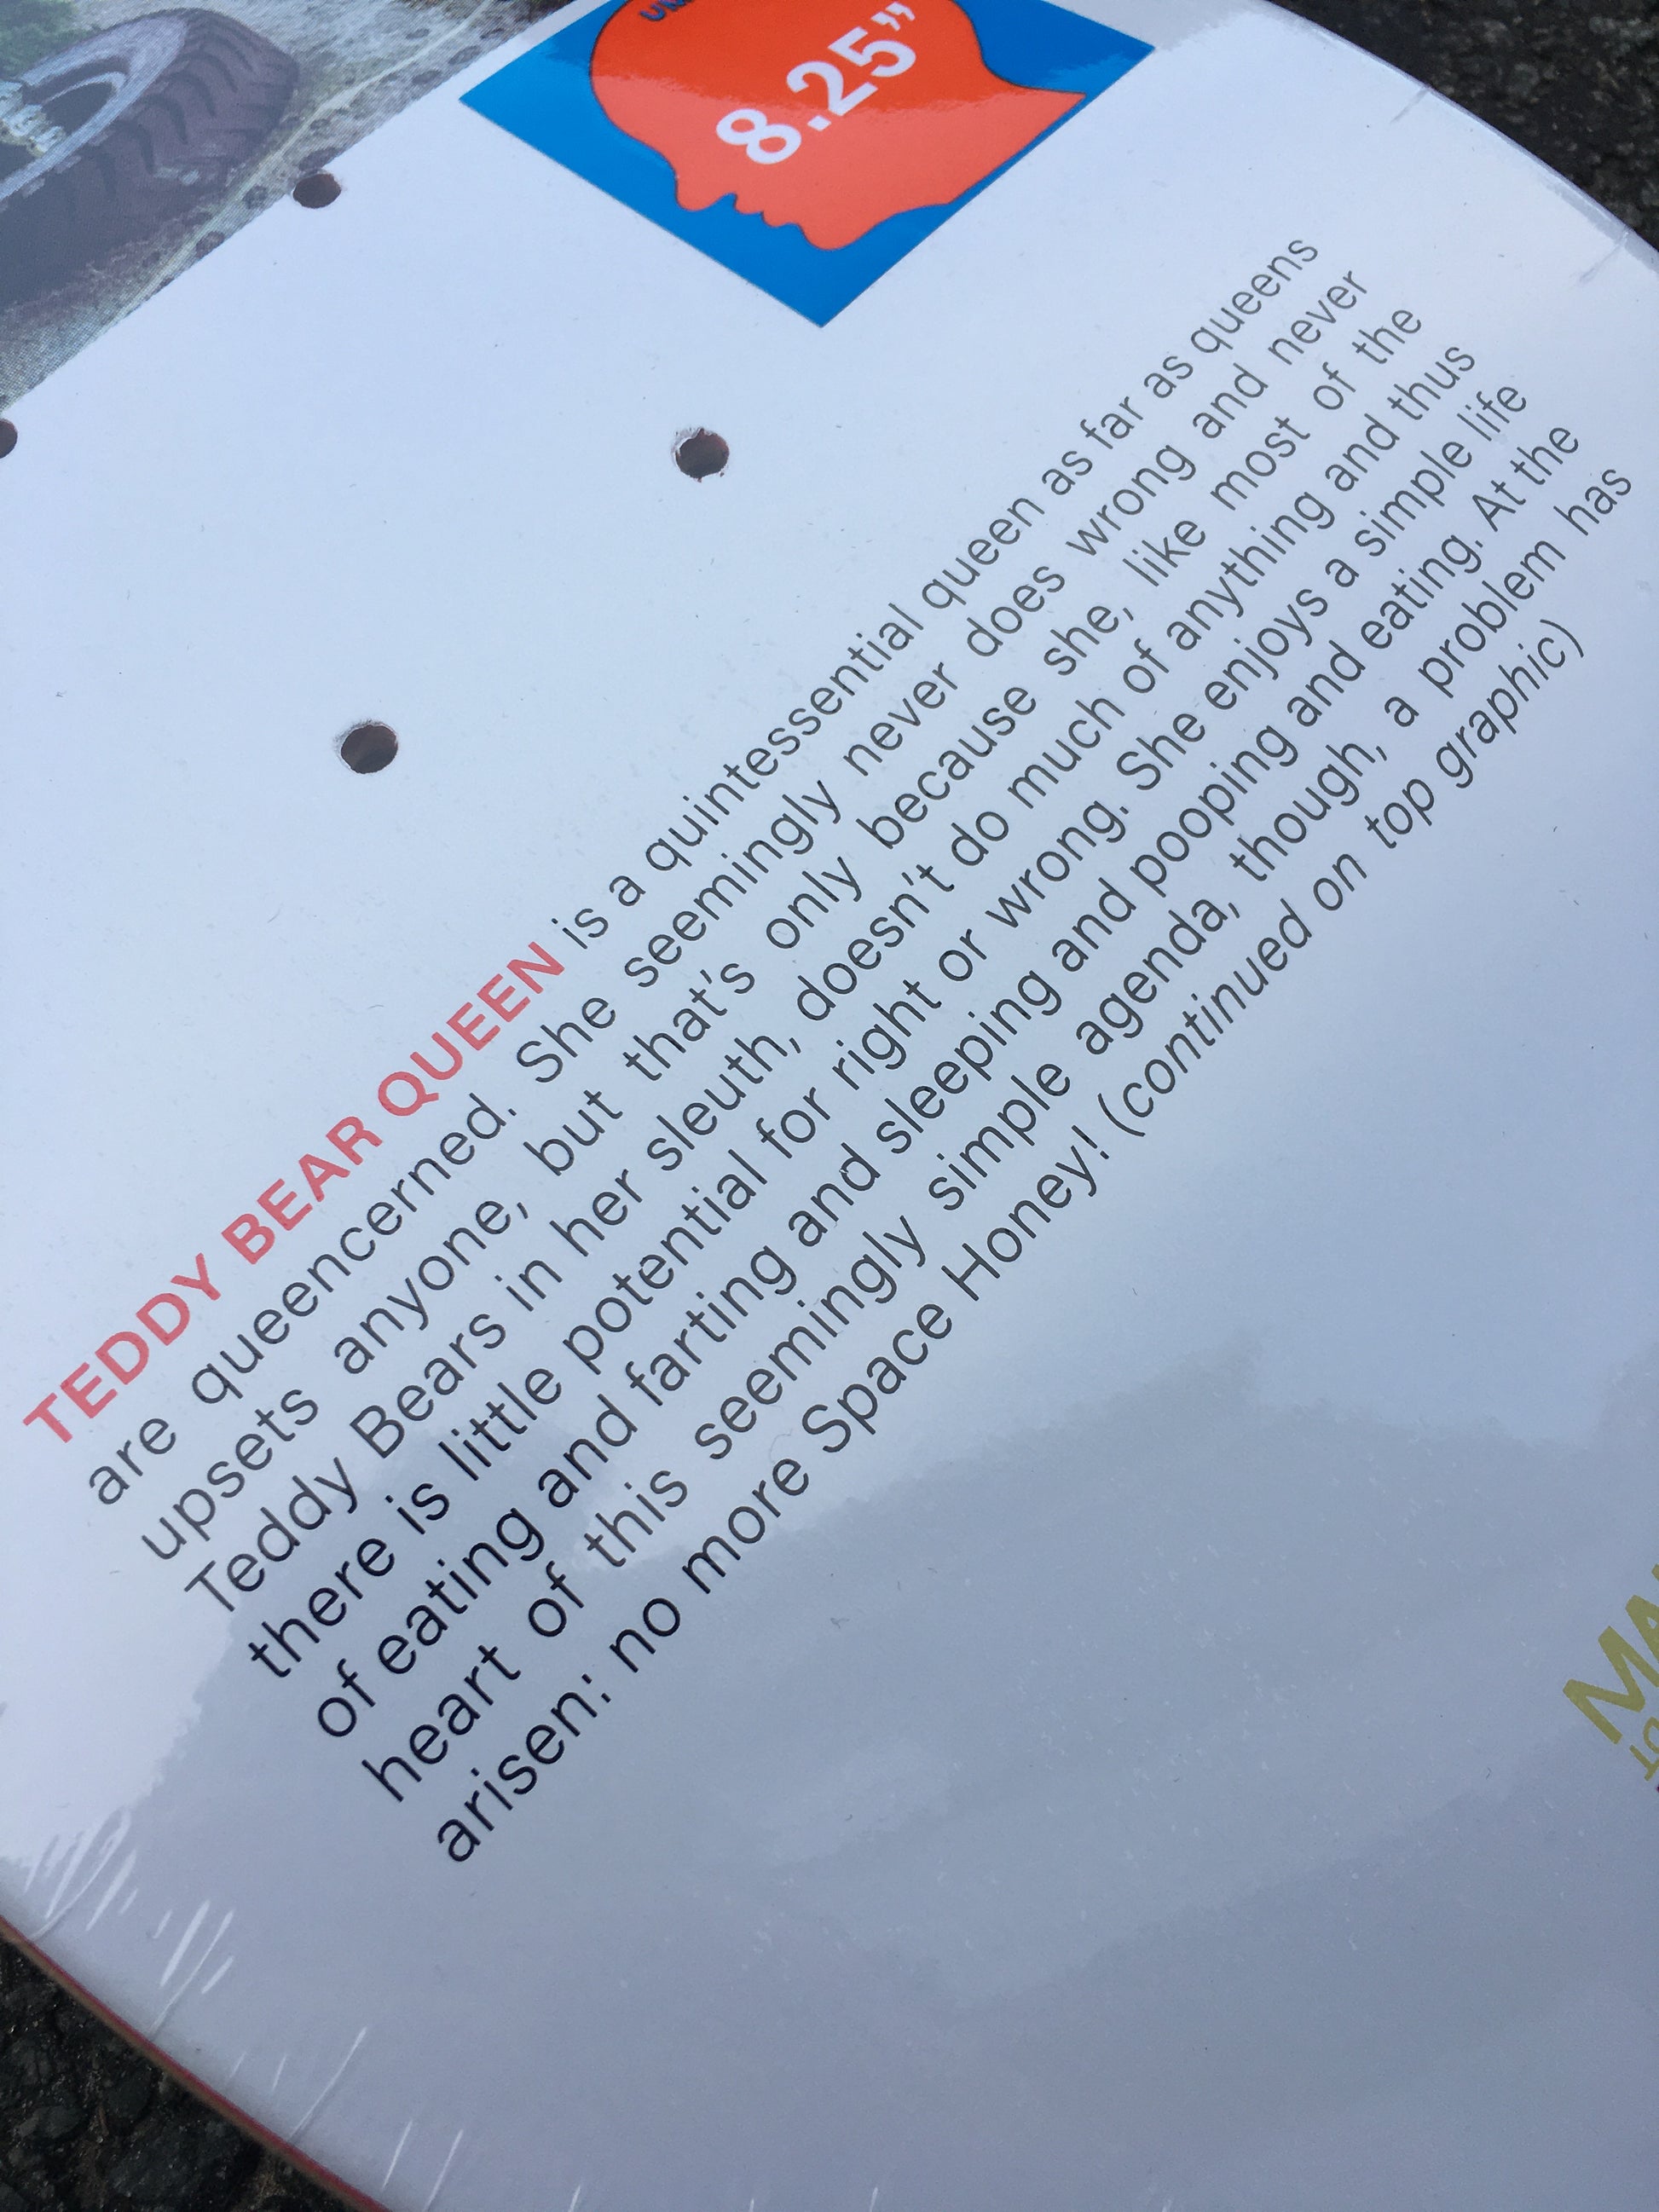 8.25”
TEDDY BEAR QUEEN is a quintessential queen as far as queens
are queencerned. She seemingly never does wrong and never
upsets anyone, but that's only because she, like most of the
Teddy Bears in her sleuth, doesn't do much of anything and thus
there is little potential for right or wrong. She enjoys a simple life
of eating and farting and sleeping and pooping and eating. At the
heart of this seemingly simple agenda, though, a problem has
arisen: no more Space Honey! (continued on top graphic)